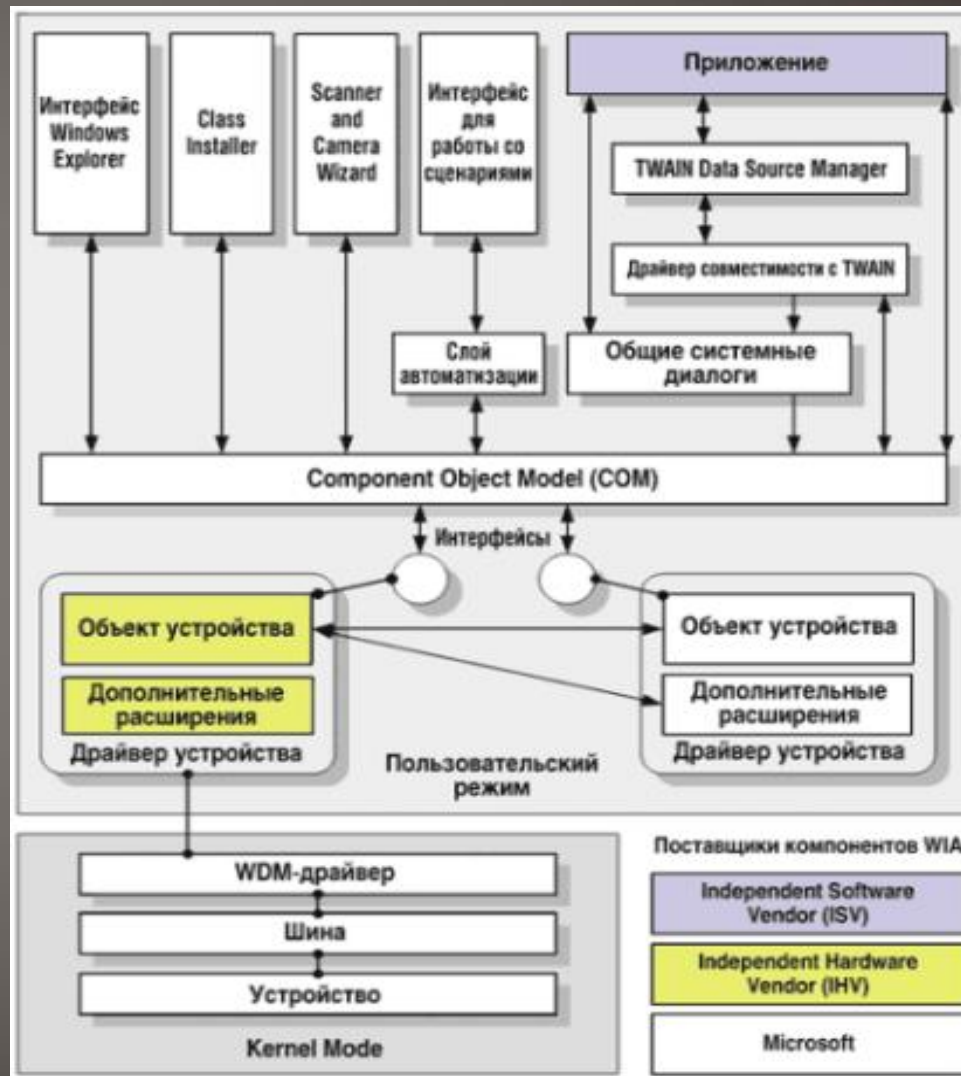 Интерфейс
Windows
Explorer
Class
Installer
Scanner
and
Camera
Wizard
Интерфейс
для
работы со
сценариями
Приложение
TWAIN Data Source Manager
Драйвер совместимости с TWAIN
Слой
автоматизации
Общие системные
диалоги
Component Object Model (COM)
Интерфейсы
Объект устройства
Дополнительные
расширения
Драйвер устройства
Объект устройства
Дополнительные
расширения
Драйвер устройства
Пользовательский
режим
WDM-драйвер
Шина
Устройство
Kernel Mode
Поставщики компонентов WIA
Independent Software
Vendor (ISV)
Independent Hardware
Vendor (IHV)
Microsoft